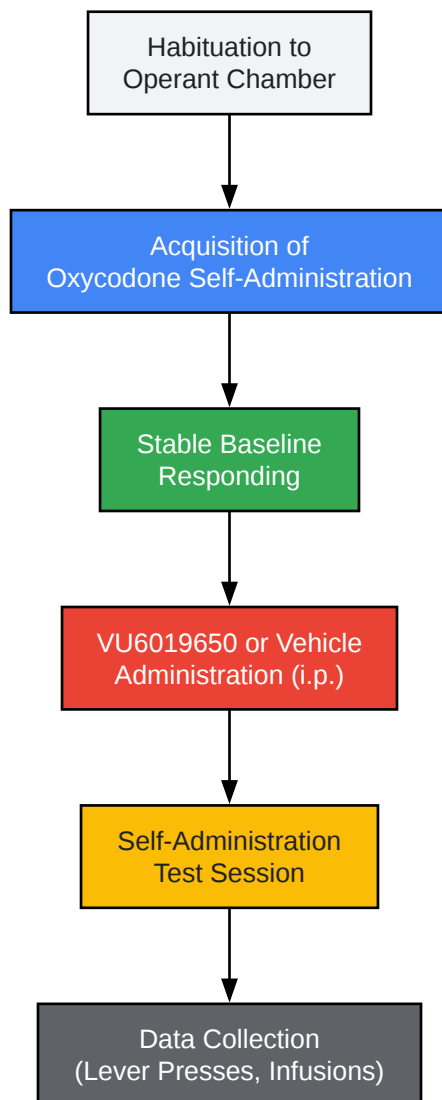 Habituation to
Operant Chamber
Acquisition of
Oxycodone Self-Administration
Stable Baseline
Responding
VU6019650 or Vehicle
Administration (i.p.)
Self-Administration
Test Session
Data Collection
(Lever Presses, Infusions)